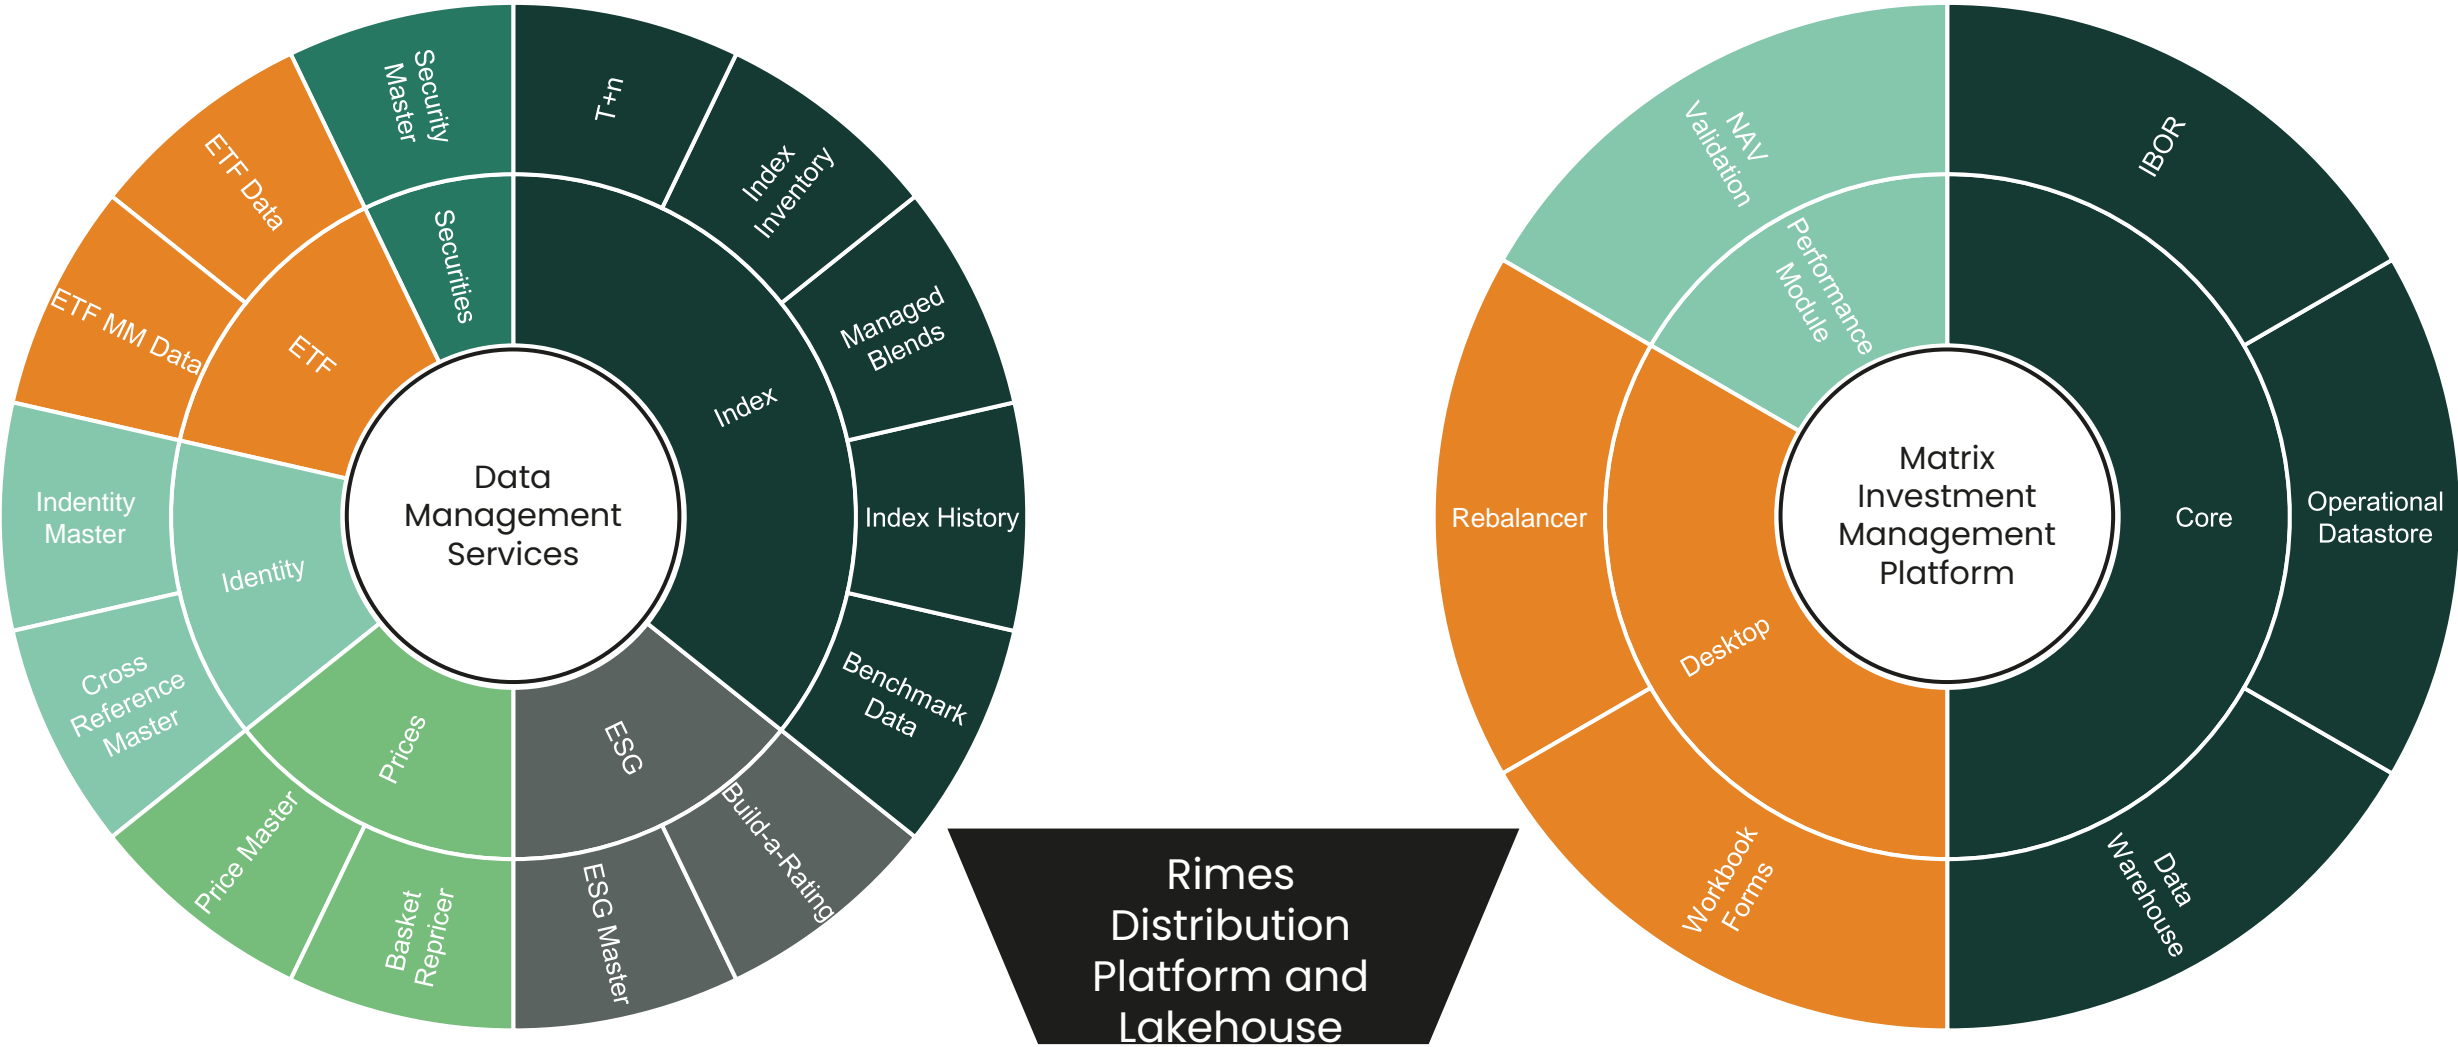 Data
Management
Services
Securities
Index
ESG
Prices
Identity
ETF
Security
Master
T+n
Index
Inventory
Managed
Blends
Index History
Benchmark
Data
Build-a-Rating
ESG Master
Basket
Repricer
Price Master
Cross
Reference
Master
Indentity
Master
ETF MM Data
ETF Data
Rimes
Distribution
Platform and
Lakehouse
Matrix
Investment
Management
Platform
Performance
Module
Core
Desktop
NAV
Validation
IBOR
Operational
Datastore
Data
Warehouse
Workbook
Forms
Rebalancer